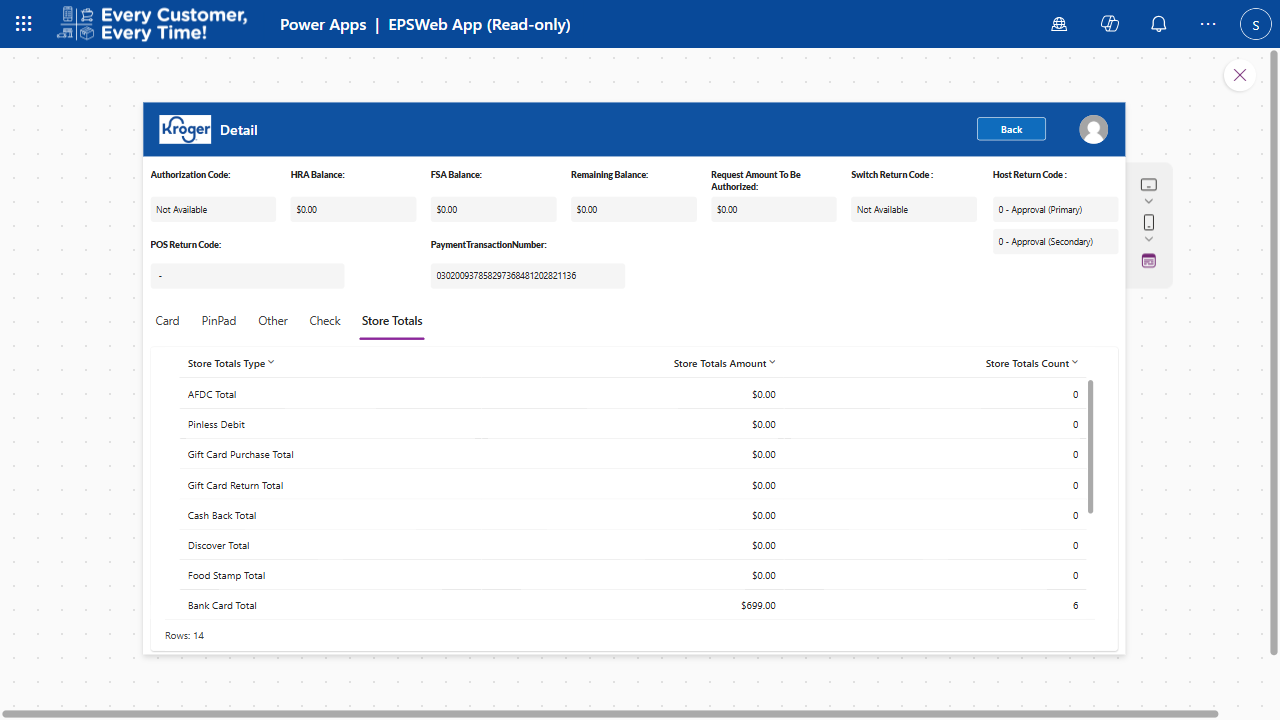 Every Customer,
Every Time!
Power Apps | EPSWeb App (Read-only)
S
Kroger Detail
Back
Authorization Code: HRA Balance: FSA Balance: Remaining Balance: Request Amount To Be Authorized: Switch Return Code : Host Return Code :
Not Available $0.00 $0.00 $0.00 $0.00 Not Available 0 - Approval (Primary)
0 - Approval (Secondary)
POS Return Code: PaymentTransactionNumber:
- 030200937858297368481202821136
Card PinPad Other Check Store Totals
Store Totals Type Store Totals Amount Store Totals Count
AFDC Total $0.00 0
Pinless Debit $0.00 0
Gift Card Purchase Total $0.00 0
Gift Card Return Total $0.00 0
Cash Back Total $0.00 0
Discover Total $0.00 0
Food Stamp Total $0.00 0
Bank Card Total $699.00 6
Rows: 14